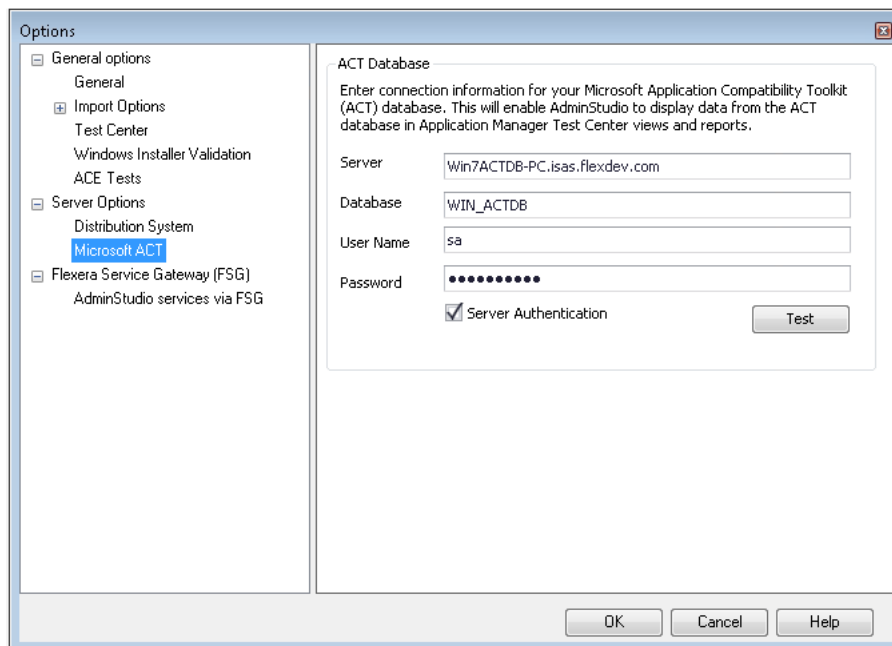 Options
General options
General
Import Options
Test Center
Windows Installer Validation
ACE Tests
Server Options
Distribution System
Microsoft ACT
Flexera Service Gateway (FSG)
AdminStudio services via FSG
ACT Database
Enter connection information for your Microsoft Application Compatibility Toolkit
(ACT) database. This will enable AdminStudio to display data from the ACT
database in Application Manager Test Center views and reports.
Server
Win7ACTDB-PC.isas.flexdev.com
Database
WIN_ACTDB
User Name
sa
Password
●●●●●●●●●●
Server Authentication
Test
OK
Cancel
Help